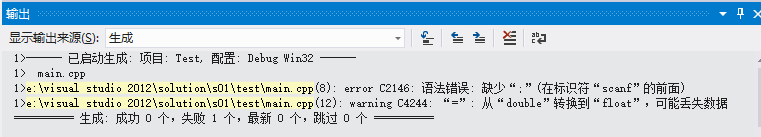 输出
显示输出来源(S): 生成
1>------ 已启动生成: 项目: Test, 配置: Debug Win32 ------
1>  main.cpp
1>e:\visual studio 2012\solution\s01\test\main.cpp(8): error C2146: 语法错误: 缺少“;”(在标识符“scanf”的前面)
1>e:\visual studio 2012\solution\s01\test\main.cpp(12): warning C4244: “=”: 从“double”转换到“float”，可能丢失数据
========== 生成: 成功 0 个，失败 1 个，最新 0 个，跳过 0 个 ==========